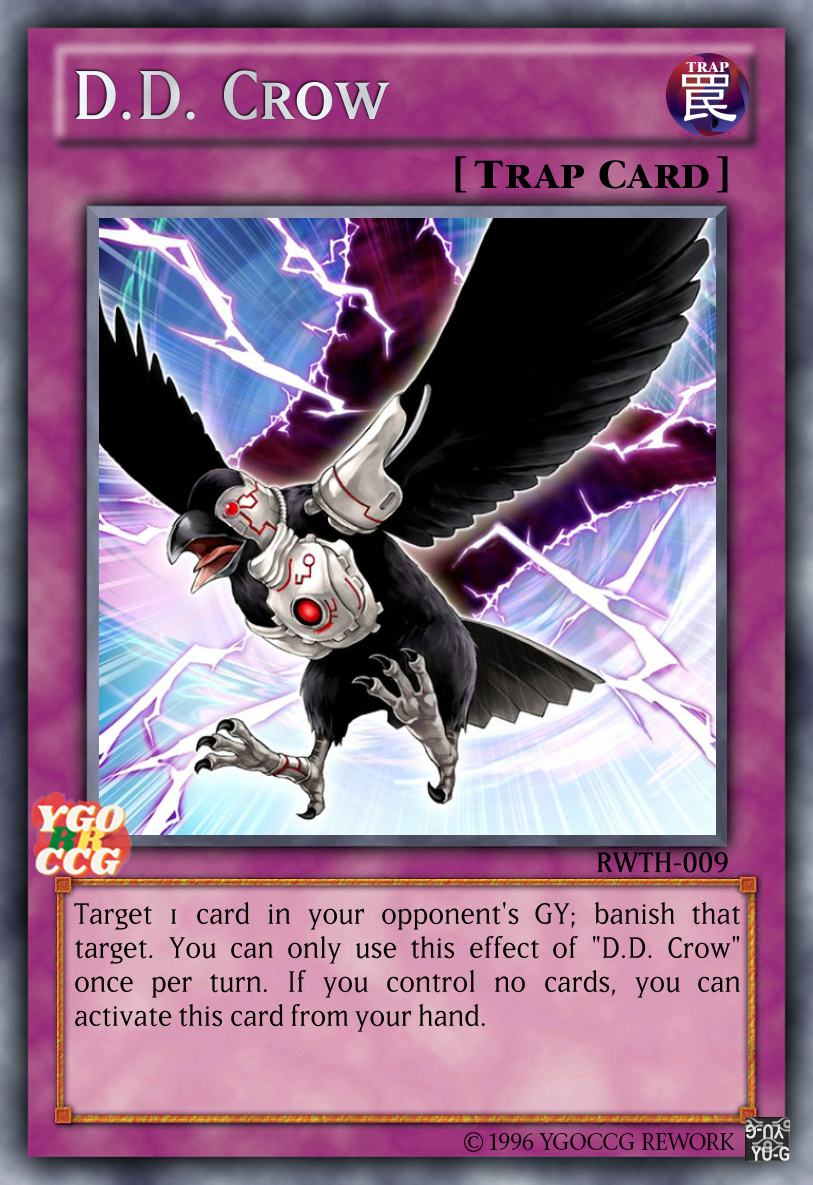 D.D. Crow
TRAP
罠
[Trap Card]
YGO
RR
CCG
RWTH-009
Target 1 card in your opponent's GY; banish that
target. You can only use this effect of "D.D. Crow"
once per turn. If you control no cards, you can
activate this card from your hand.
© 1996 YGOCCG REWORK
YU-G